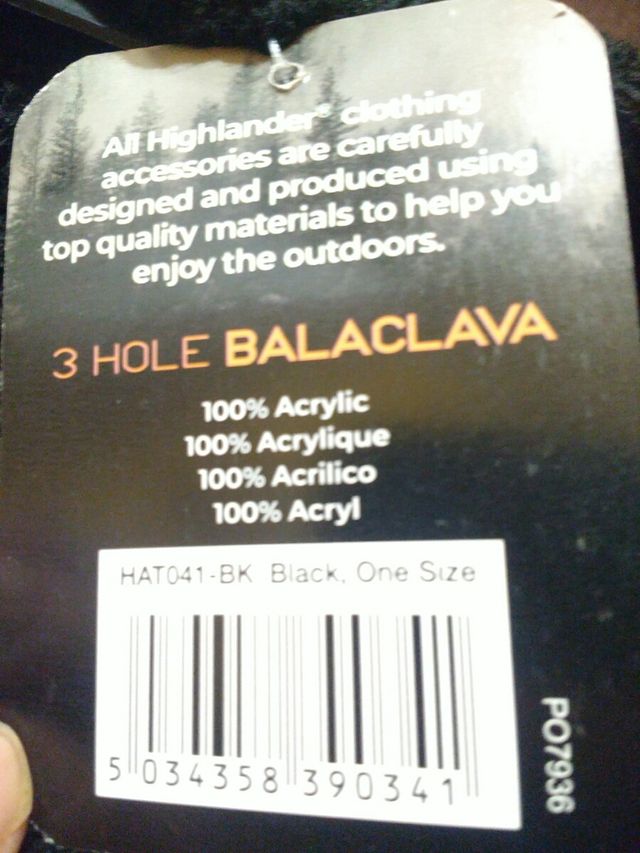 All Highlander® clothing
accessories are carefully
designed and produced using
top quality materials to help you
enjoy the outdoors.
3 HOLE BALACLAVA
100% Acrylic
100% Acrylique
100% Acrilico
100% Acryl
HAT041-BK Black, One Size
5 034358 390341
PO7936